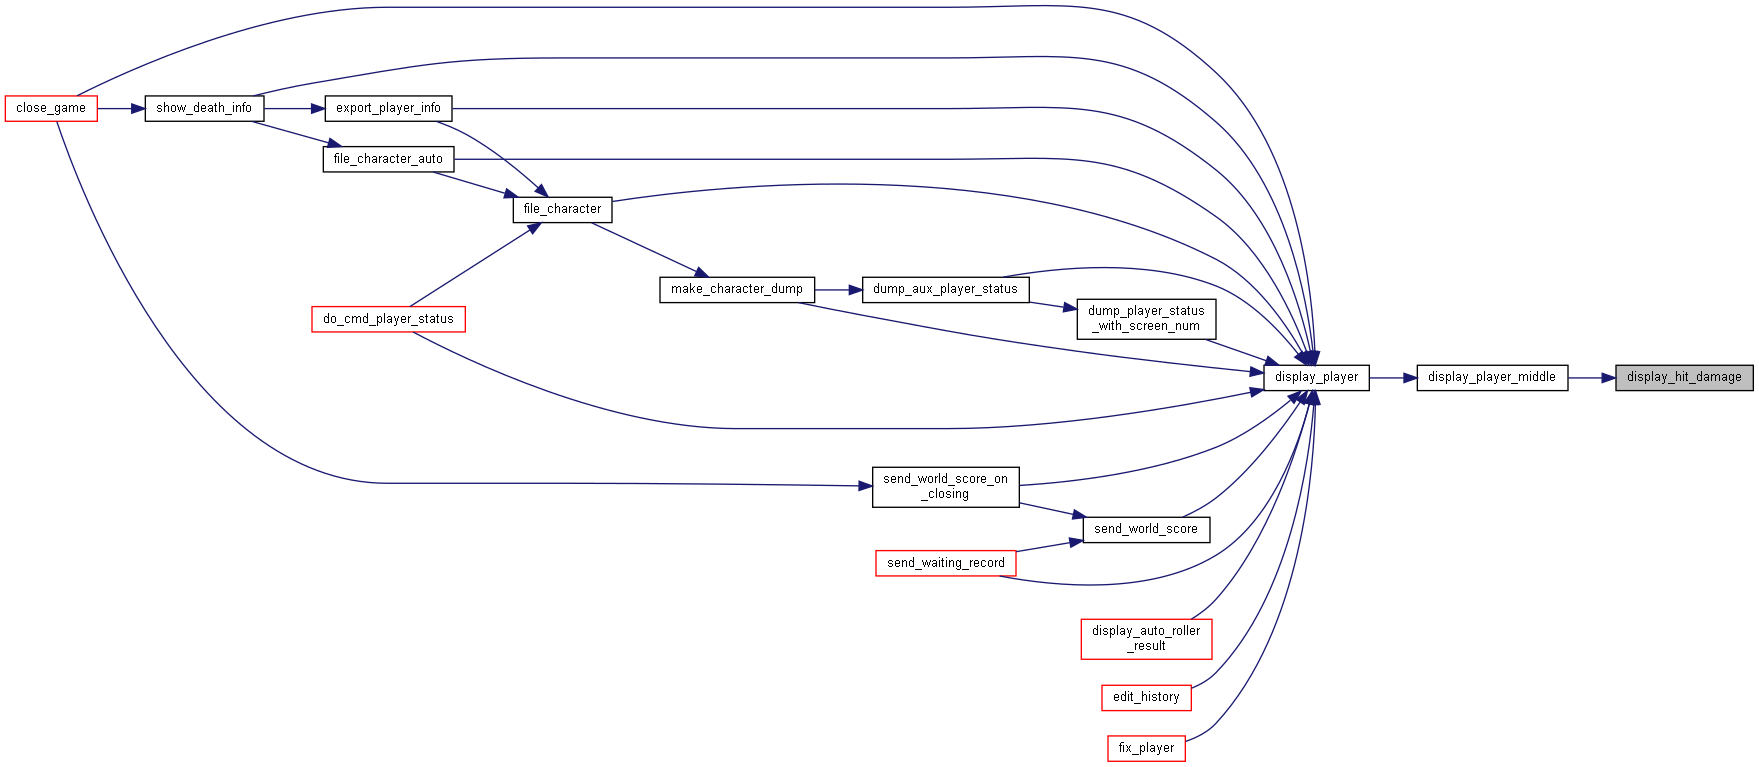 close_game
show_death_info
export_player_info
file_character_auto
file_character
do_cmd_player_status
make_character_dump
dump_aux_player_status
dump_player_status
_with_screen_num
display_player
display_player_middle
display_hit_damage
send_world_score_on
_closing
send_world_score
send_waiting_record
display_auto_roller
_result
edit_history
fix_player